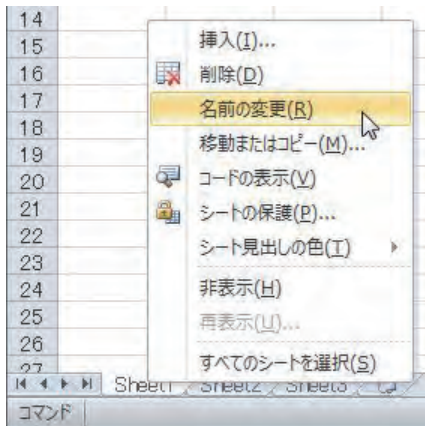 14
15
16
17
18
19
20
21
22
23
24
25
26
27
挿入(I)...
削除(D)
名前の変更(R)
移動またはコピー(M)...
コードの表示(V)
シートの保護(P)...
シート見出しの色(T)
非表示(H)
再表示(U)...
すべてのシートを選択(S)
Sheet1 Sheet2 Sheet3
コマンド